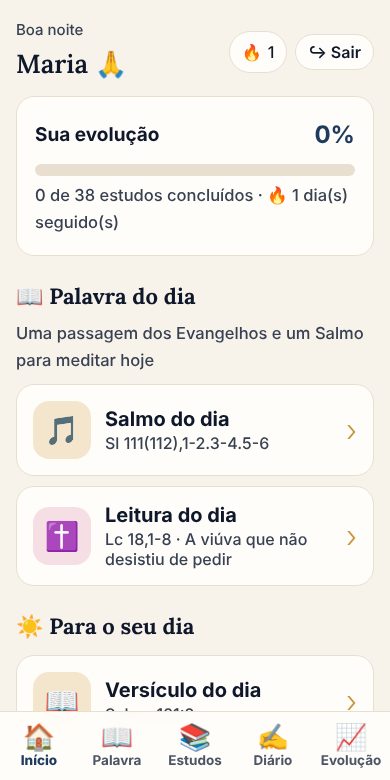 Boa noite
Maria 🙏
🔥 1
↪ Sair
Sua evolução
0%
0 de 38 estudos concluídos · 🔥 1 dia(s)
seguido(s)
📖 Palavra do dia
Uma passagem dos Evangelhos e um Salmo
para meditar hoje
Salmo do dia
Sl 111(112),1-2.3-4.5-6
›
Leitura do dia
Lc 18,1-8 · A viúva que não
desistiu de pedir
›
☀️ Para o seu dia
Versículo do dia
›
Início
Palavra
Estudos
Diário
Evolução